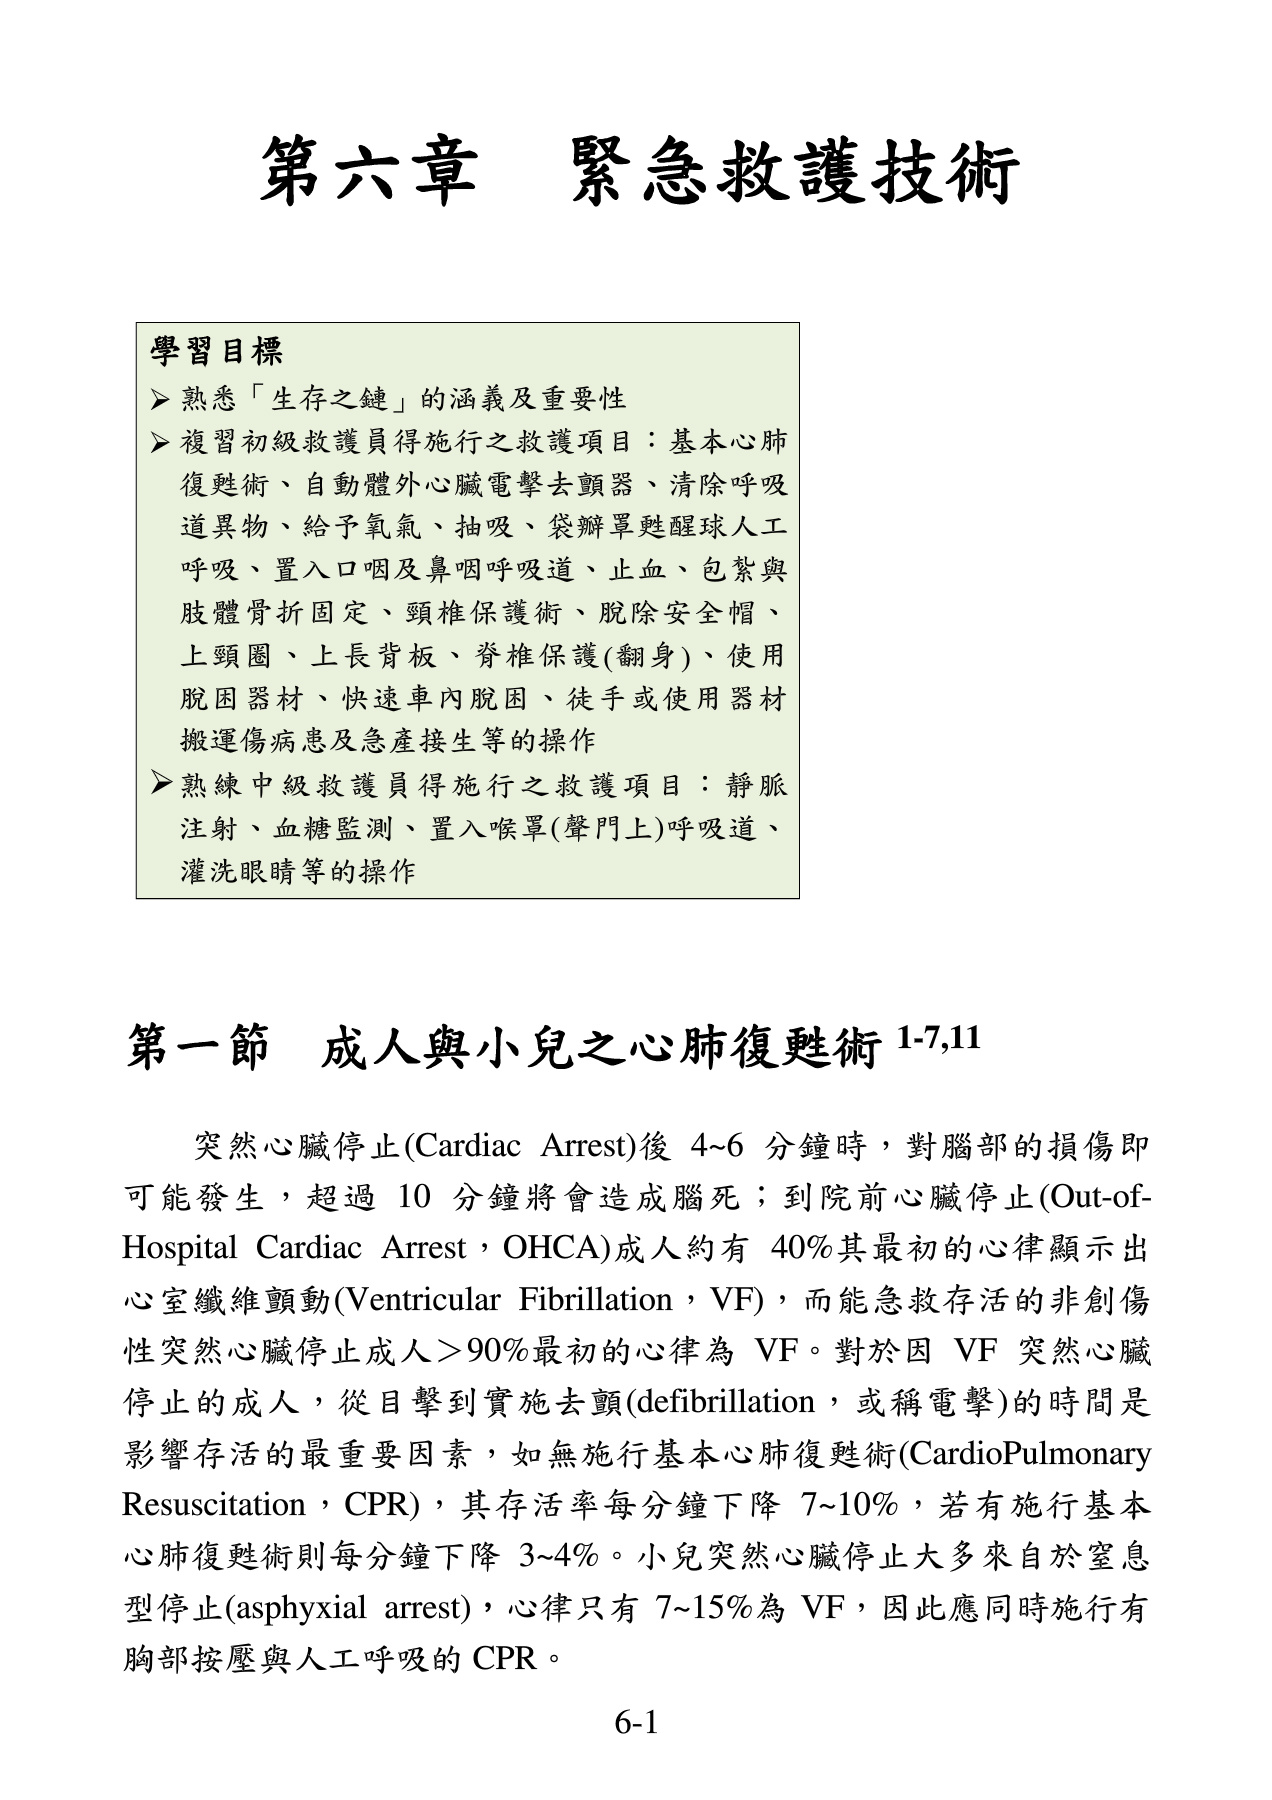 第六章　緊急救護技術
學習目標
➢ 熟悉「生存之鏈」的涵義及重要性
➢ 複習初級救護員得施行之救護項目：基本心肺
復甦術、自動體外心臟電擊去顫器、清除呼吸
道異物、給予氧氣、抽吸、袋瓣罩甦醒球人工
呼吸、置入口咽及鼻咽呼吸道、止血、包紮與
肢體骨折固定、頸椎保護術、脫除安全帽、
上頸圈、上長背板、脊椎保護(翻身)、使用
脫困器材、快速車內脫困、徒手或使用器材
搬運傷病患及急產接生等的操作
➢ 熟練中級救護員得施行之救護項目：靜脈
注射、血糖監測、置入喉罩(聲門上)呼吸道、
灌洗眼睛等的操作
第一節　成人與小兒之心肺復甦術 1-7,11
突然心臟停止(Cardiac Arrest)後 4~6 分鐘時，對腦部的損傷即
可能發生，超過 10 分鐘將會造成腦死；到院前心臟停止(Out-of-
Hospital Cardiac Arrest，OHCA)成人約有 40%其最初的心律顯示出
心室纖維顫動(Ventricular Fibrillation，VF)，而能急救存活的非創傷
性突然心臟停止成人＞90%最初的心律為 VF。對於因 VF 突然心臟
停止的成人，從目擊到實施去顫(defibrillation，或稱電擊)的時間是
影響存活的最重要因素，如無施行基本心肺復甦術(CardioPulmonary
Resuscitation，CPR)，其存活率每分鐘下降 7~10%，若有施行基本
心肺復甦術則每分鐘下降 3~4%。小兒突然心臟停止大多來自於窒息
型停止(asphyxial arrest)，心律只有 7~15%為 VF，因此應同時施行有
胸部按壓與人工呼吸的 CPR。
6-1